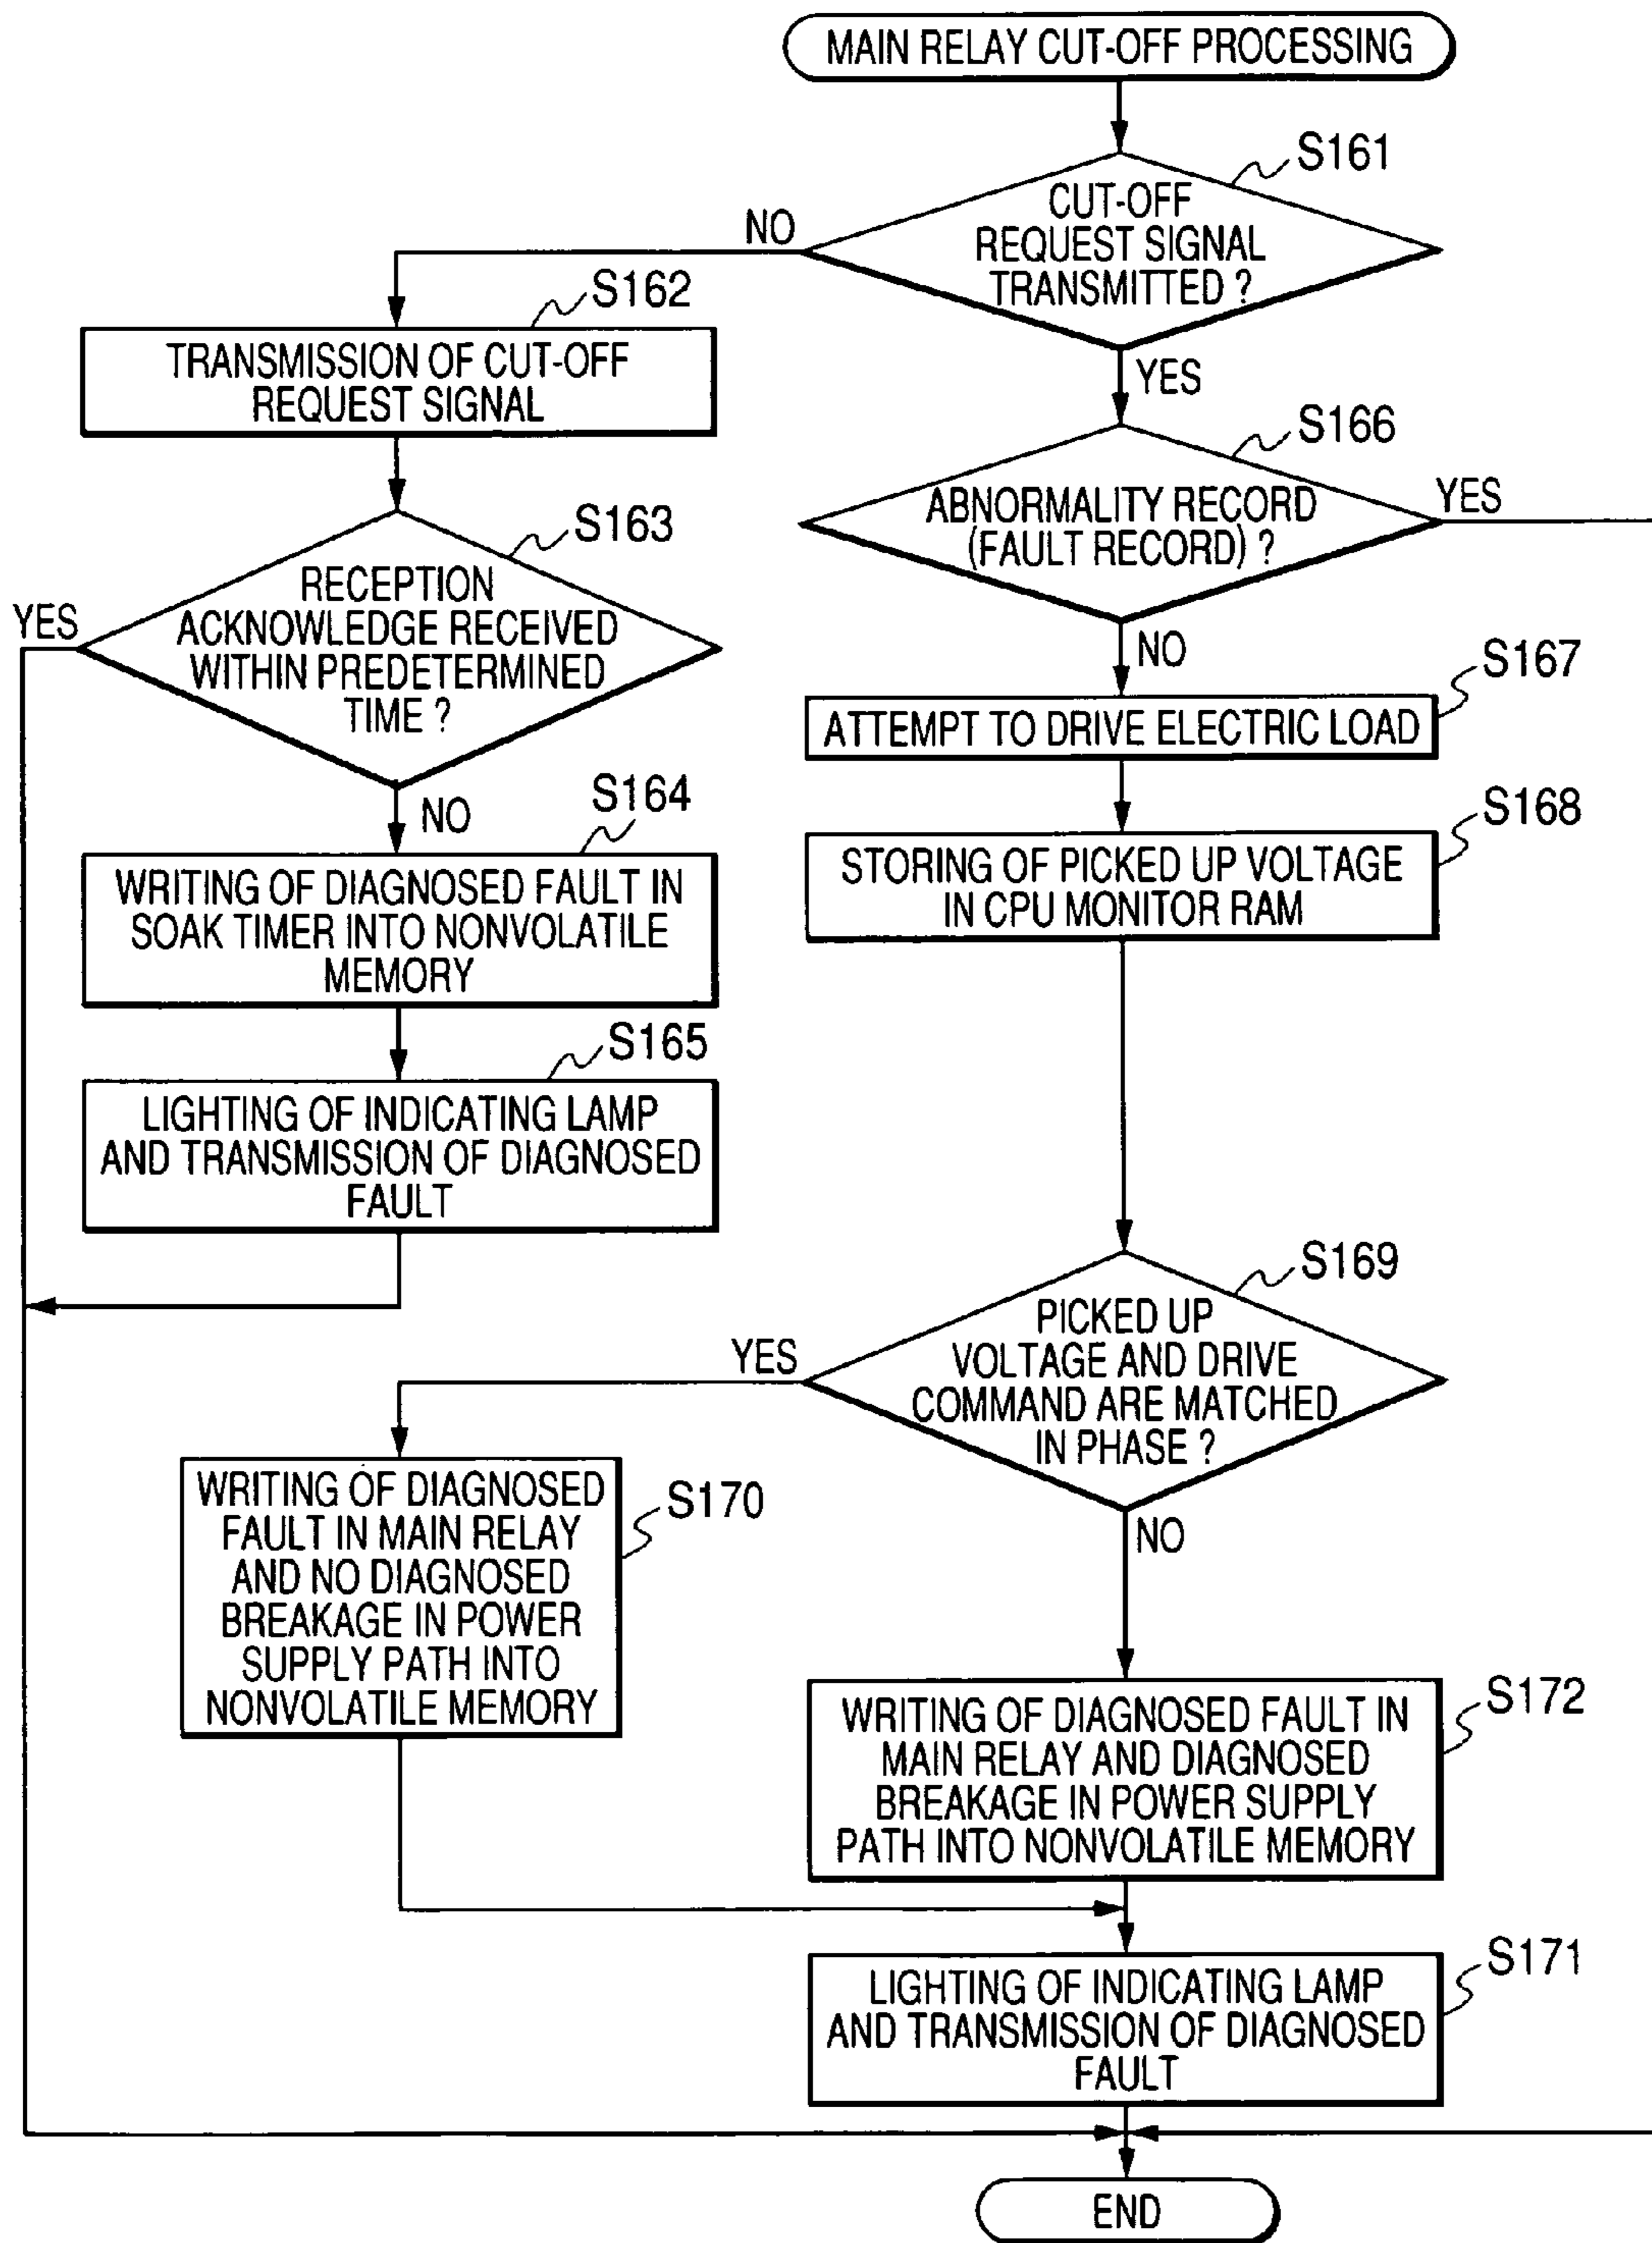 MAIN RELAY CUT-OFF PROCESSING
S161
CUT-OFF
REQUEST SIGNAL
TRANSMITTED ?
NO
YES
S162
TRANSMISSION OF CUT-OFF
REQUEST SIGNAL
S163
RECEPTION
ACKNOWLEDGE RECEIVED
WITHIN PREDETERMINED
TIME ?
YES
NO
S164
WRITING OF DIAGNOSED FAULT IN
SOAK TIMER INTO NONVOLATILE
MEMORY
S165
LIGHTING OF INDICATING LAMP
AND TRANSMISSION OF DIAGNOSED
FAULT
S166
ABNORMALITY RECORD
(FAULT RECORD) ?
YES
NO
S167
ATTEMPT TO DRIVE ELECTRIC LOAD
S168
STORING OF PICKED UP VOLTAGE
IN CPU MONITOR RAM
S169
PICKED UP
VOLTAGE AND DRIVE
COMMAND ARE MATCHED
IN PHASE ?
YES
NO
S170
WRITING OF DIAGNOSED
FAULT IN MAIN RELAY
AND NO DIAGNOSED
BREAKAGE IN POWER
SUPPLY PATH INTO
NONVOLATILE MEMORY
S172
WRITING OF DIAGNOSED FAULT IN
MAIN RELAY AND DIAGNOSED
BREAKAGE IN POWER SUPPLY
PATH INTO NONVOLATILE MEMORY
S171
LIGHTING OF INDICATING LAMP
AND TRANSMISSION OF DIAGNOSED
FAULT
END